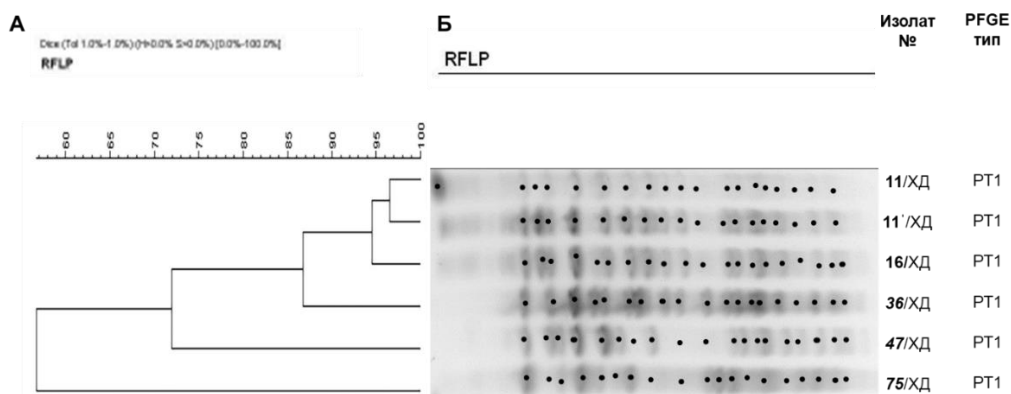 А
Dice (Tol 1.0%-1.0%) (H>0.0% S>0.0%) [0.0%-100.0%]
RFLP
Б
RFLP
Изолат №
PFGE тип
60 65 70 75 80 85 90 95 100
11/ХД PT1
11'/ХД PT1
16/ХД PT1
36/ХД PT1
47/ХД PT1
75/ХД PT1